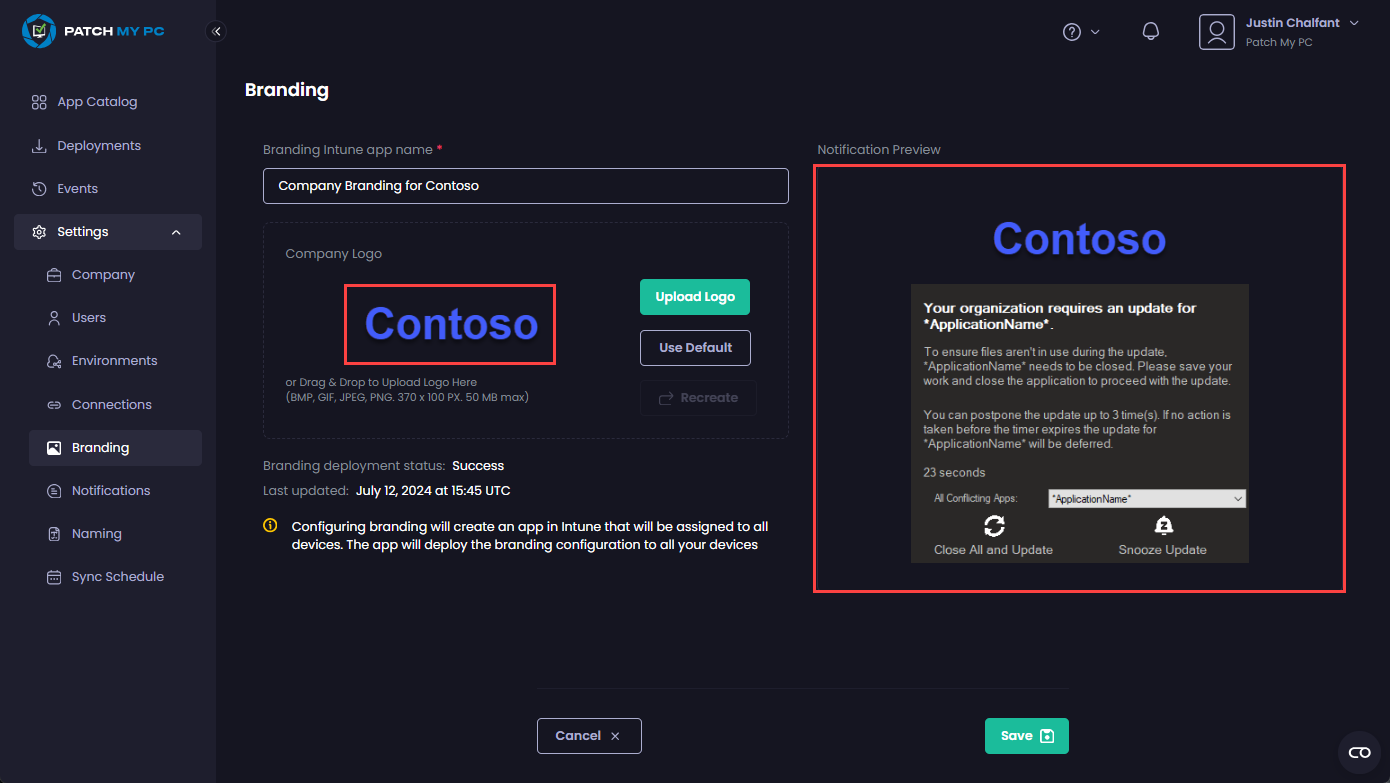 PATCH MY PC
Justin Chalfant
Patch My PC
App Catalog
Deployments
Events
Settings
Company
Users
Environments
Connections
Branding
Notifications
Naming
Sync Schedule
Branding
Branding Intune app name *
Company Branding for Contoso
Company Logo
Contoso
Upload Logo
Use Default
Recreate
or Drag & Drop to Upload Logo Here
(BMP, GIF, JPEG, PNG. 370 x 100 PX. 50 MB max)
Branding deployment status: Success
Last updated: July 12, 2024 at 15:45 UTC
Configuring branding will create an app in Intune that will be assigned to all
devices. The app will deploy the branding configuration to all your devices
Notification Preview
Contoso
Your organization requires an update for
*ApplicationName*.
To ensure files aren't in use during the update,
*ApplicationName* needs to be closed. Please save your
work and close the application to proceed with the update.
You can postpone the update up to 3 time(s). If no action is
taken before the timer expires the update for
*ApplicationName* will be deferred.
23 seconds
All Conflicting Apps:
*ApplicationName*
Close All and Update
Snooze Update
Cancel
Save